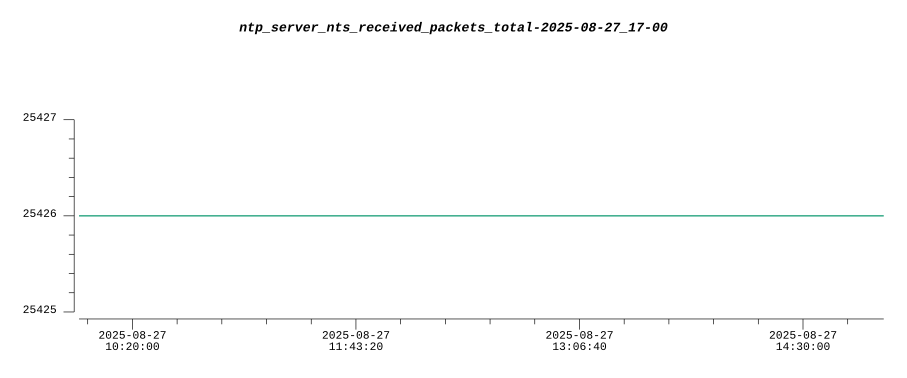 ntp_server_nts_received_packets_total-2025-08-27_17-00
25427
25426
25425
2025-08-27 2025-08-27 2025-08-27 2025-08-27
10:20:00 11:43:20 13:06:40 14:30:00